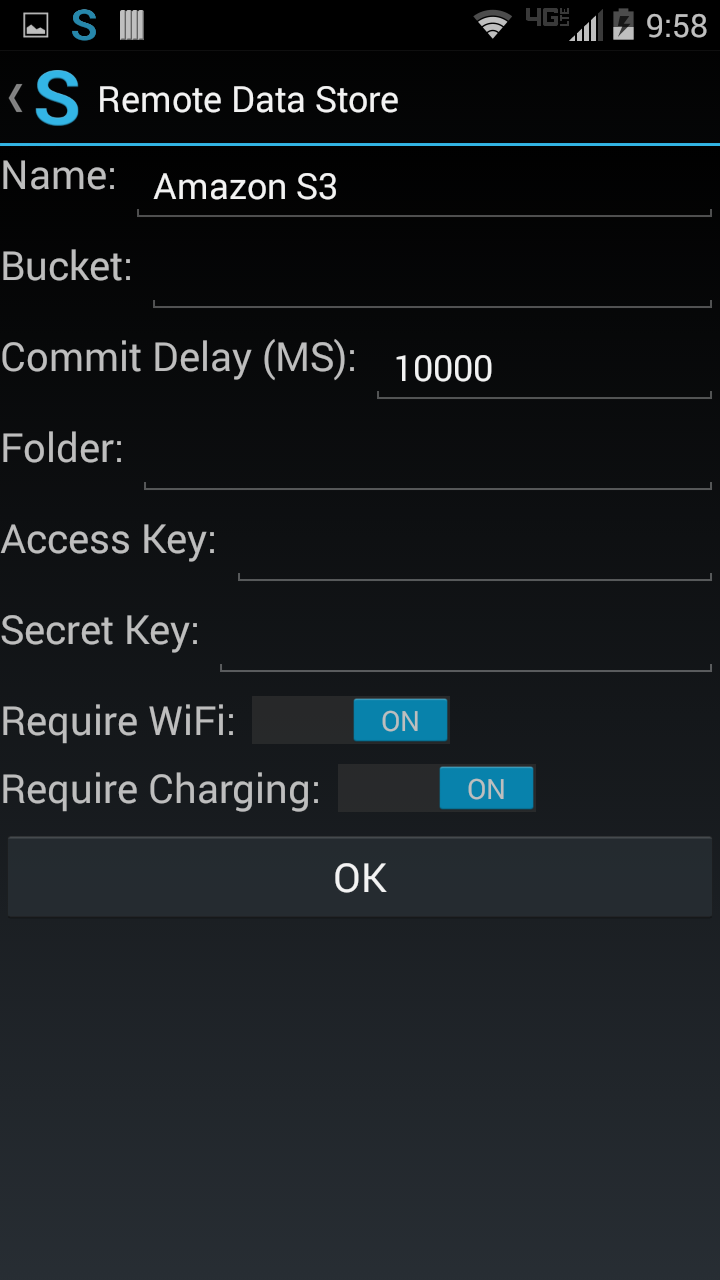 S 4G LTE 9:58
S Remote Data Store
Name: Amazon S3
Bucket:
Commit Delay (MS): 10000
Folder:
Access Key:
Secret Key:
Require WiFi: ON
Require Charging: ON
OK